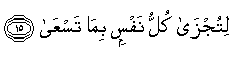 لِتُجْزَىٰ كُلُّ نَفْسٍۭ بِمَا تَسْعَىٰ ۝١٥